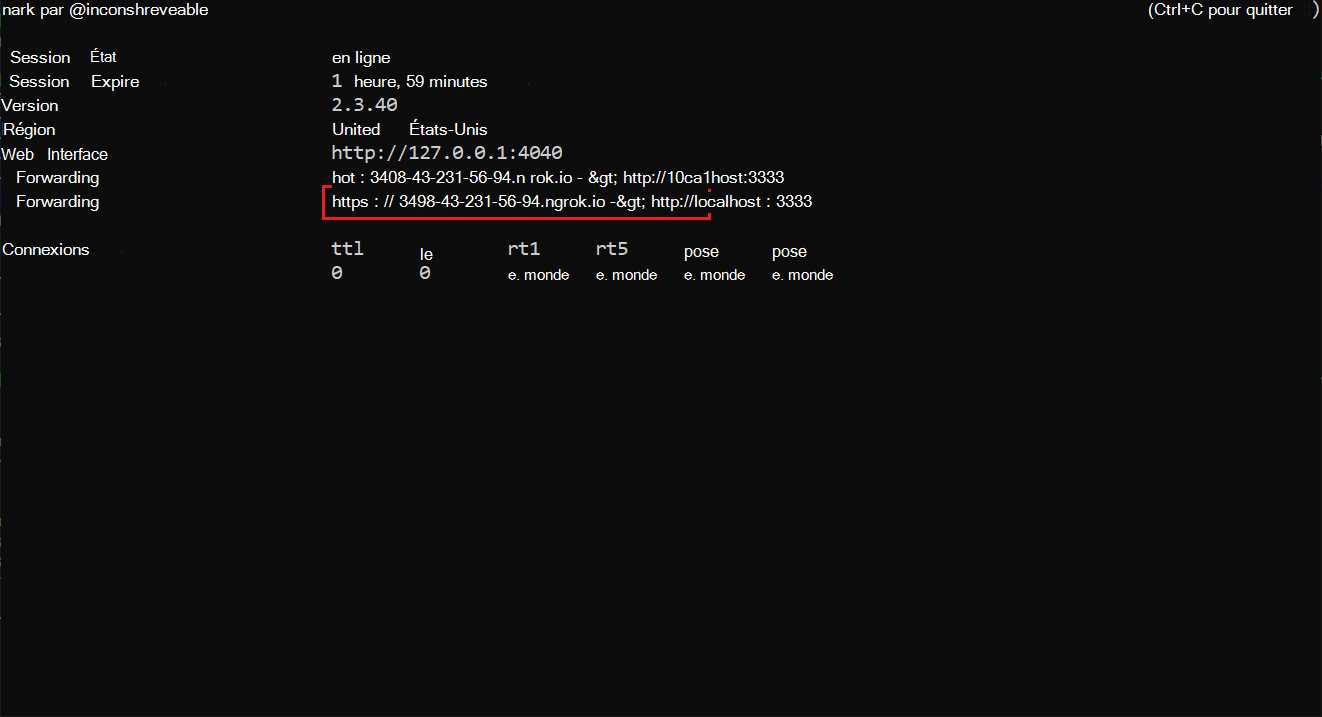 nark par @inconshreveable (Ctrl+C pour quitter )
Session État en ligne
Session Expire 1 heure, 59 minutes
Version 2.3.40
Région United États-Unis
Web Interface http://127.0.0.1:4040
Forwarding hot : 3408-43-231-56-94.n rok.io - &gt; http://10ca1host:3333
Forwarding https : // 3498-43-231-56-94.ngrok.io -&gt; http://localhost : 3333
Connexions ttl le rt1 rt5 pose pose
0 0 e. monde e. monde e. monde e. monde